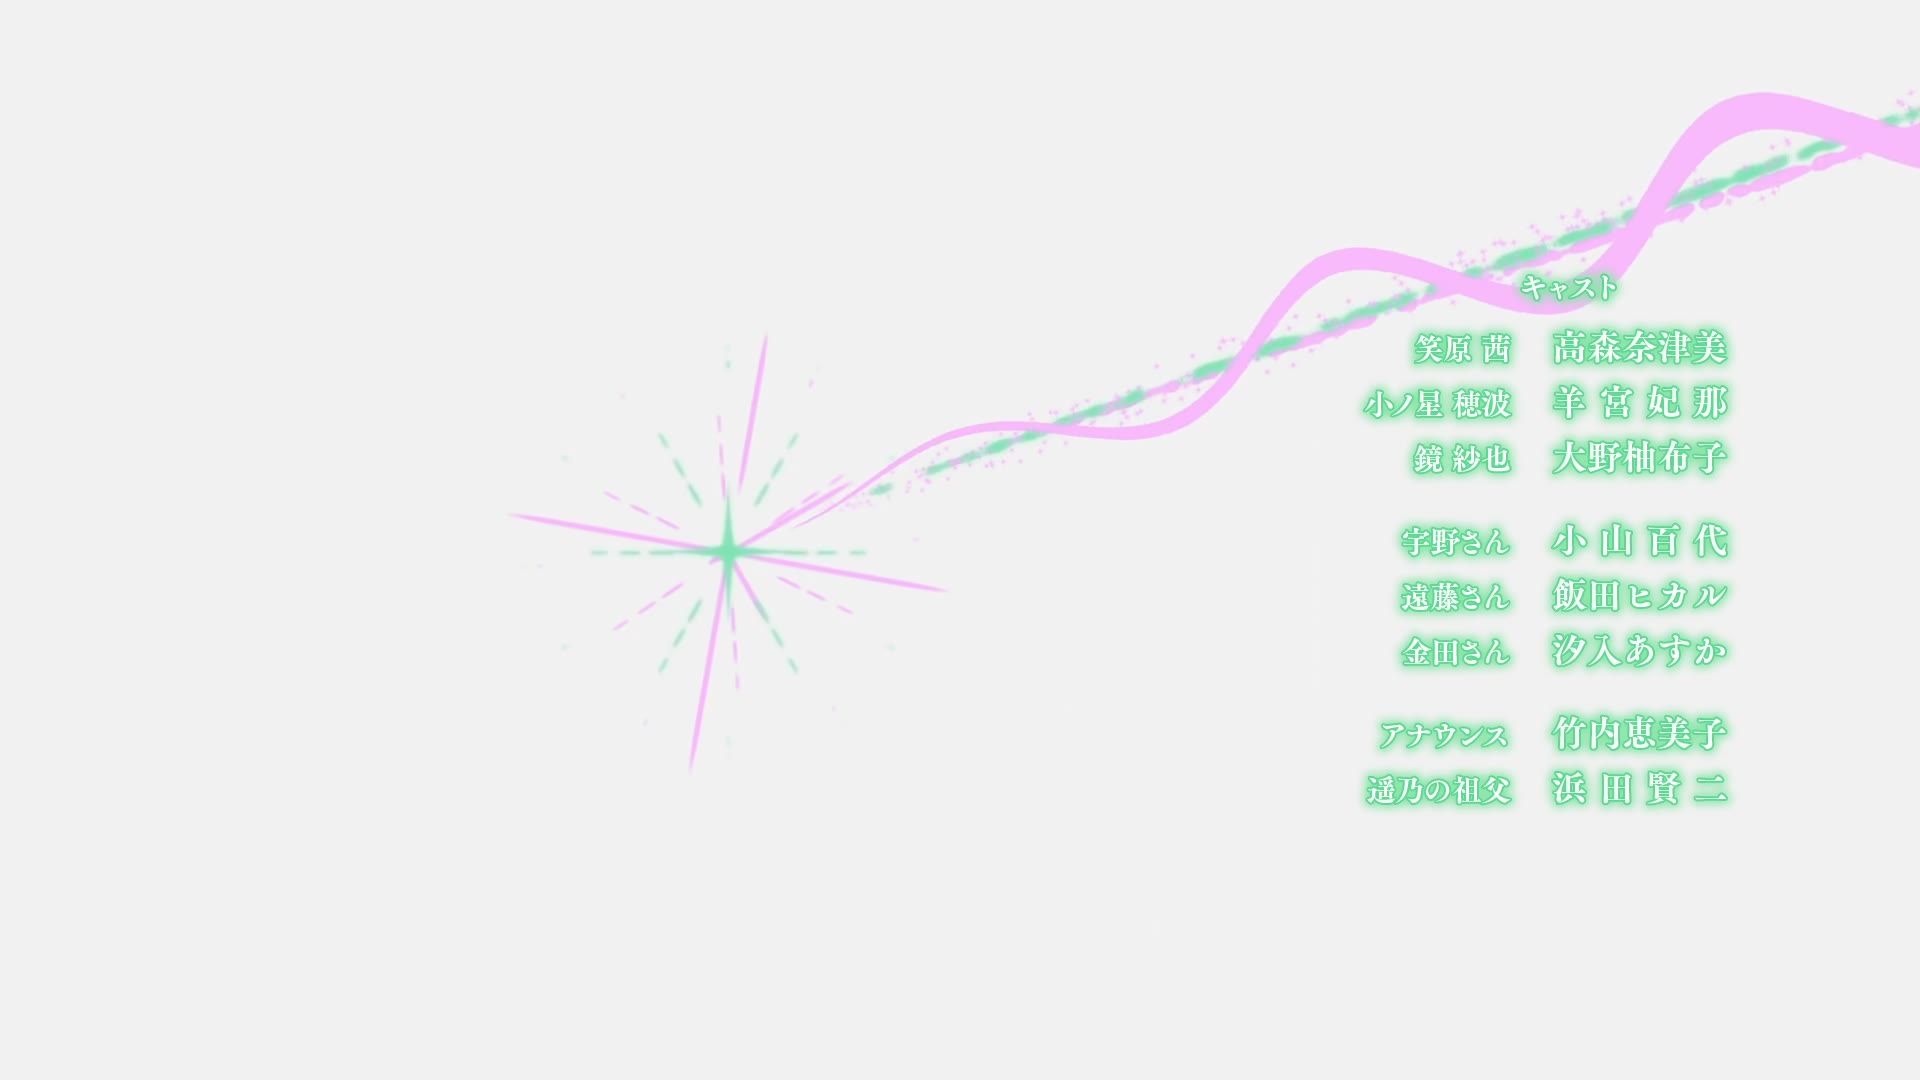 キャスト
笑原 茜 高森奈津美
小ノ星 穂波 羊宮妃那
鏡 紗也 大野柚布子
宇野さん 小山百代
遠藤さん 飯田ヒカル
金田さん 汐入あすか
アナウンス 竹内恵美子
遥乃の祖父 浜田賢二